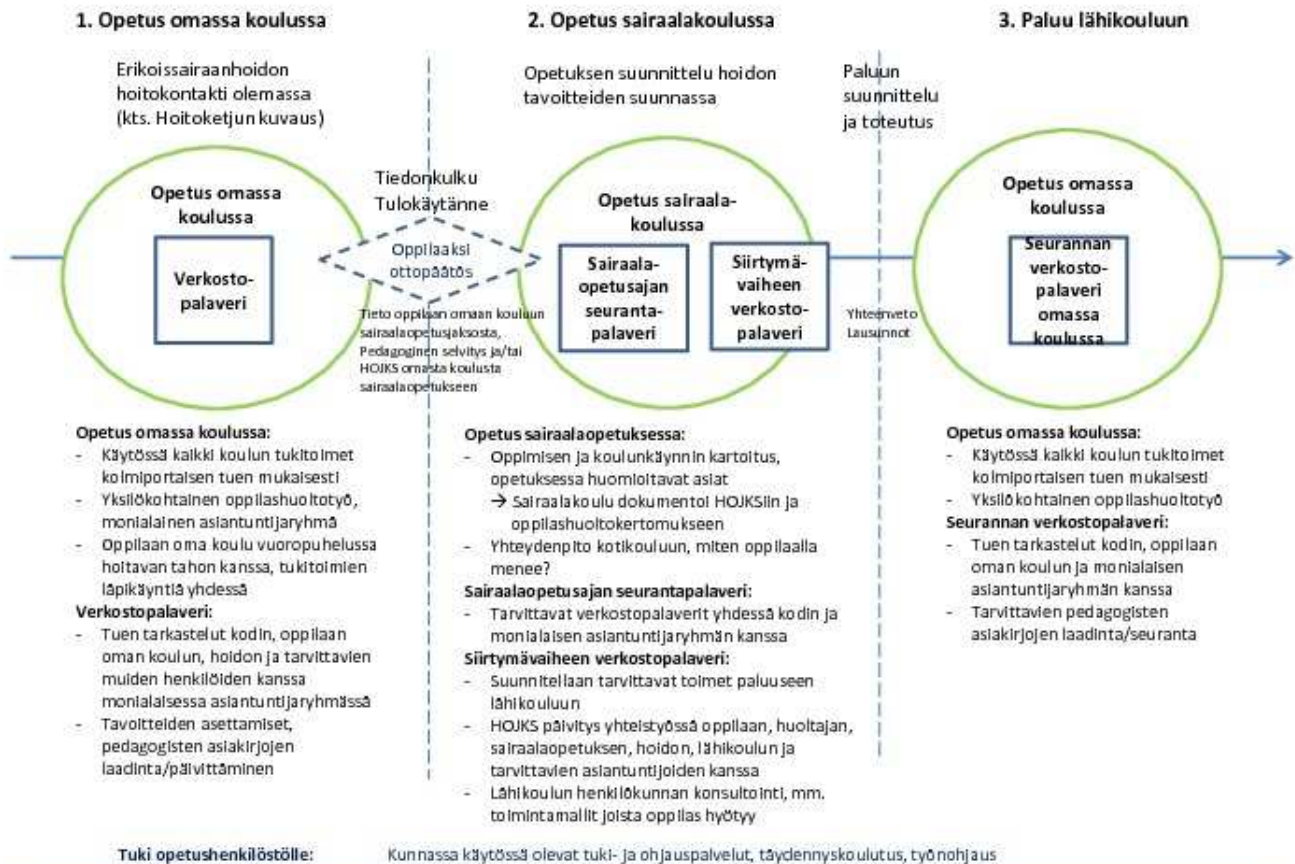 1. Opetus omassa koulussa
2. Opetus sairaalakoulussa
3. Paluu lähikouluun
Erikoissairaanhoidon
hoitokontakti olemassa
(kts. Hoitoketjun kuvaus)
Opetuksen suunnittelu hoidon
tavoitteiden suunnassa
Paluun
suunnittelu
ja toteutus
Opetus omassa
koulussa
Verkosto-
palaveri
Tiedonkulku
Tulokäytänne
Oppilaaksi
ottopäätös
Tieto oppilaan omaan kouluun
sairaalaopetusjaksosta,
Pedagoginen selvitys ja/tai
HOJKS omasta koulusta
sairaalaopetukseen
Opetus sairaala-
koulussa
Sairaala-
opetusajan
seuranta-
palaveri
Siirtymä-
vaiheen
verkosto-
palaveri
Yhteenveto
Lausunnot
Opetus omassa
koulussa
Seurannan
verkosto-
palaveri
omassa
koulussa
Opetus omassa koulussa:
- Käytössä kaikki koulun tukitoimet
kolmiportaisen tuen mukaisesti
- Yksilökohtainen oppilashuoltotyö,
monialainen asiantuntijaryhmä
- Oppilaan oma koulu vuoropuhelussa
hoitavan tahon kanssa, tukitoimien
läpikäyntiä yhdessä
Verkostopalaveri:
- Tuen tarkastelut kodin, oppilaan
oman koulun, hoidon ja tarvittavien
muiden henkilöiden kanssa
monialaisessa asiantuntijaryhmässä
- Tavoitteiden asettamiset,
pedagogisten asiakirjojen
laadinta/päivittäminen
Opetus sairaalaopetuksessa:
- Oppimisen ja koulunkäynnin kartoitus,
opetuksessa huomioitavat asiat
→ Sairaalakoulu dokumentoi HOJKSiin ja
oppilashuoltokertomukseen
- Yhteydenpito kotikouluun, miten oppilaalla
menee?
Sairaalaopetusajan seurantapalaveri:
- Tarvittavat verkostopalaverit yhdessä kodin ja
monialaisen asiantuntijaryhmän kanssa
Siirtymävaiheen verkostopalaveri:
- Suunnitellaan tarvittavat toimet paluuseen
lähikouluun
- HOJKS päivitys yhteistyössä oppilaan, huoltajan,
sairaalaopetuksen, hoidon, lähikoulun ja
tarvittavien asiantuntijoiden kanssa
- Lähikoulun henkilökunnan konsultointi, mm.
toimintamallit joista oppilas hyötyy
Opetus omassa koulussa:
- Käytössä kaikki koulun tukitoimet
kolmiportaisen tuen mukaisesti
- Yksilökohtainen oppilashuoltotyö
Seurannan verkostopalaveri:
- Tuen tarkastelut kodin, oppilaan
oman koulun ja monialaisen
asiantuntijaryhmän kanssa
- Tarvittavien pedagogisten
asiakirjojen laadinta/seuranta
Tuki opetushenkilöstölle: Kunnassa käytössä olevat tuki- ja ohjauspalvelut, täydennyskoulutus, työnohjaus